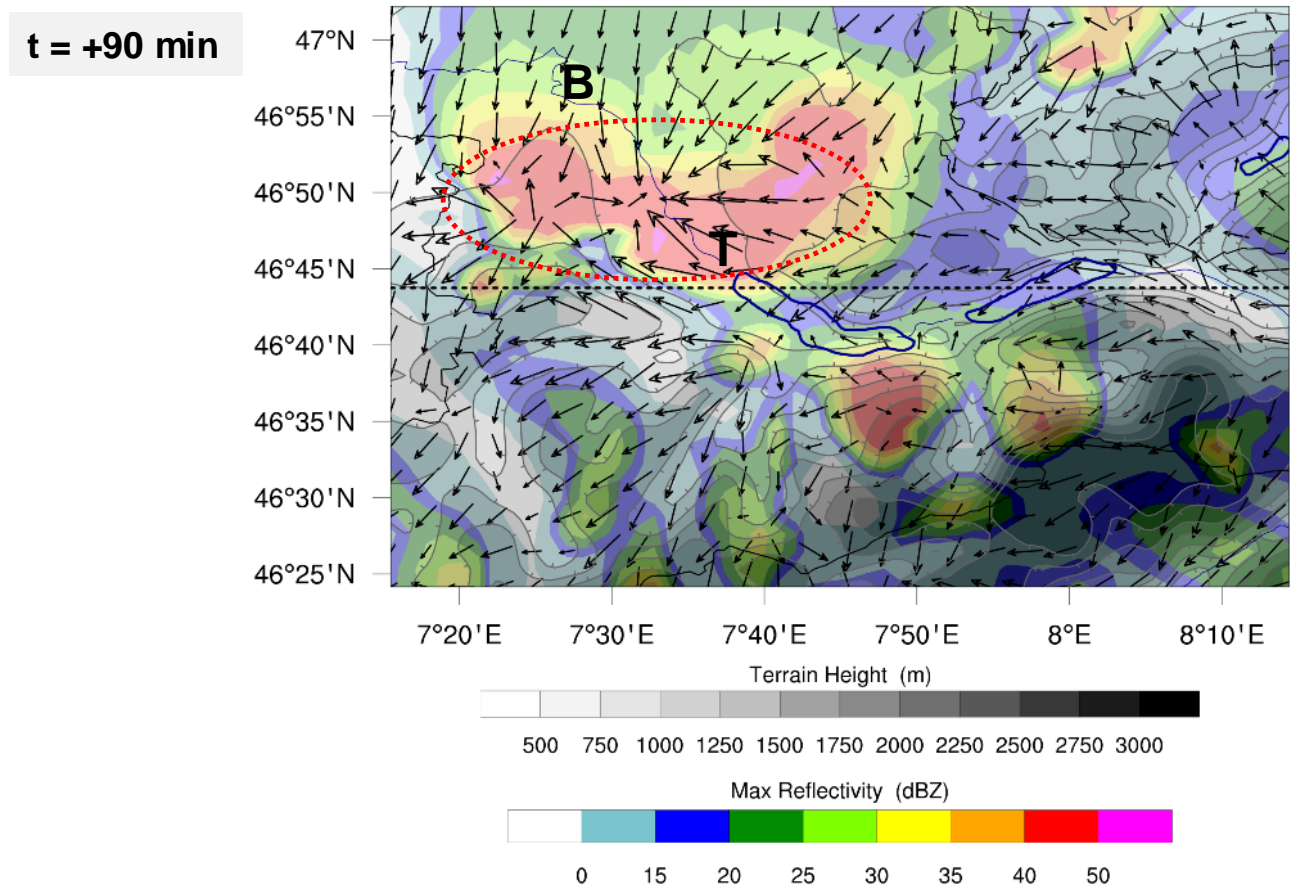 t = +90 min
47°N
46°55'N
46°50'N
46°45'N
46°40'N
46°35'N
46°30'N
46°25'N
B
T
7°20'E 7°30'E 7°40'E 7°50'E 8°E 8°10'E
Terrain Height (m)
500 750 1000 1250 1500 1750 2000 2250 2500 2750 3000
Max Reflectivity (dBZ)
0 15 20 25 30 35 40 50